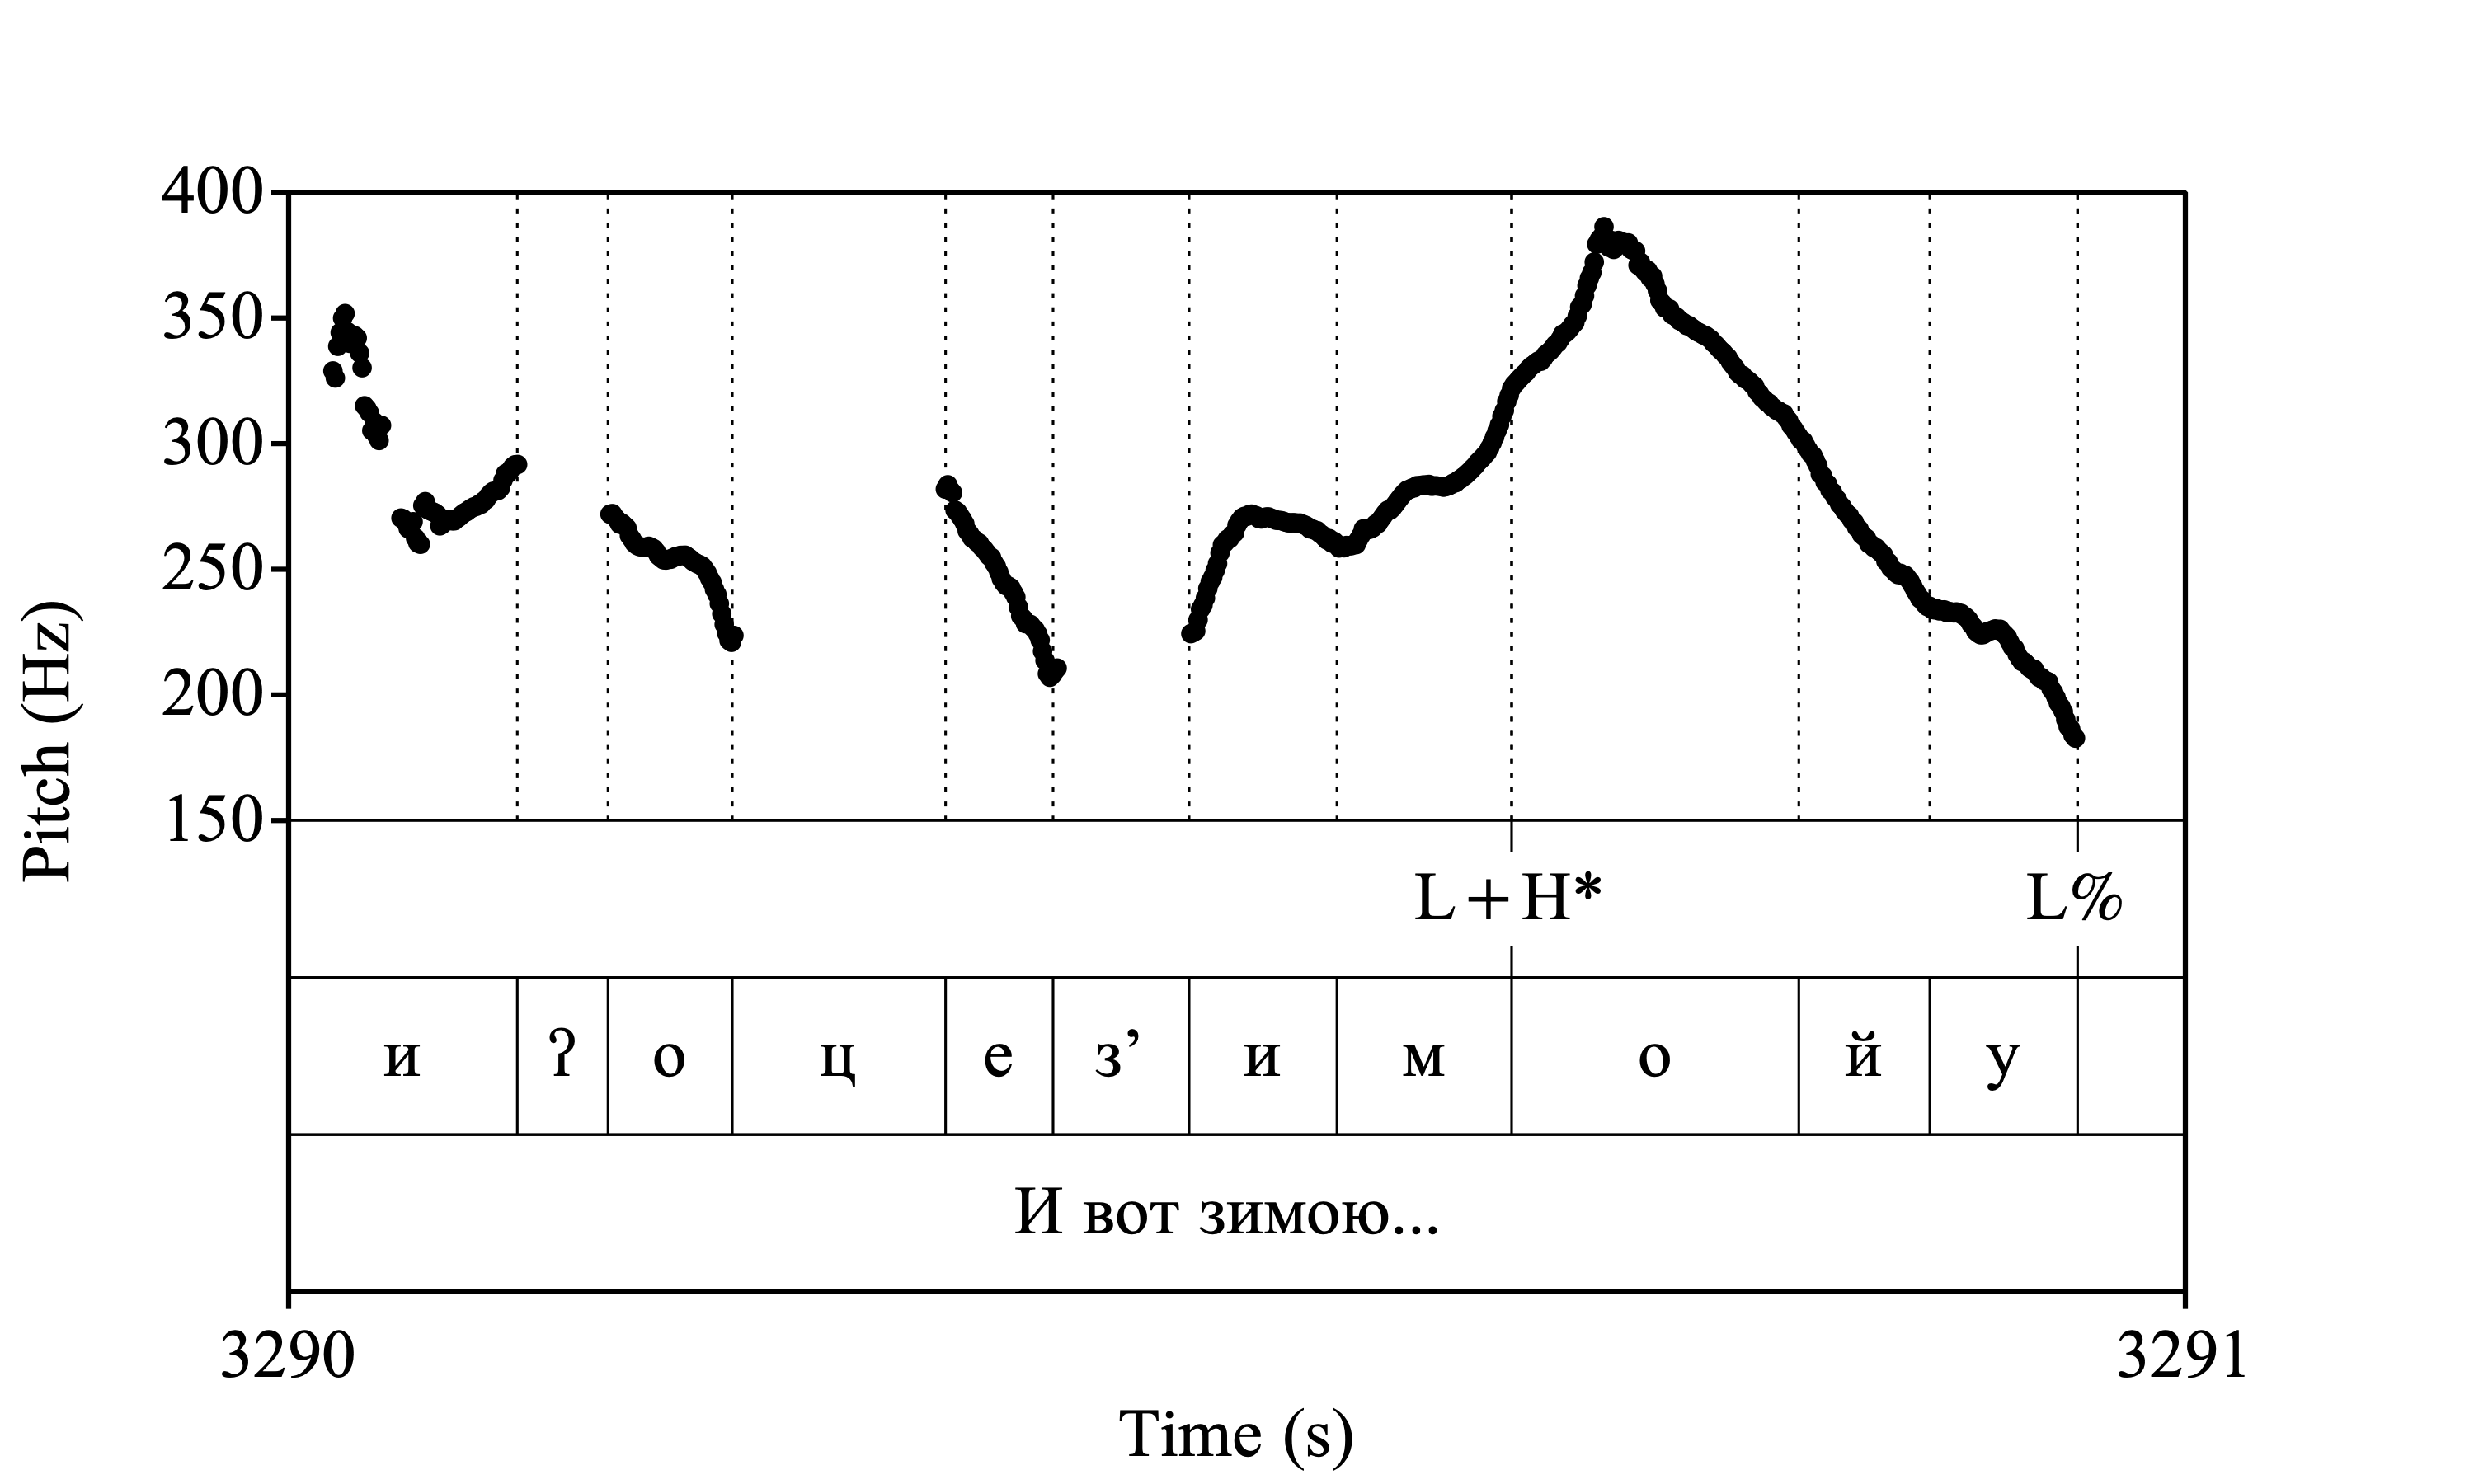 400
350
300
250
200
150
Pitch (Hz)
L+H* L%
и ʔ о ц е з’ и м о й у
И вот зимою...
3290 3291
Time (s)